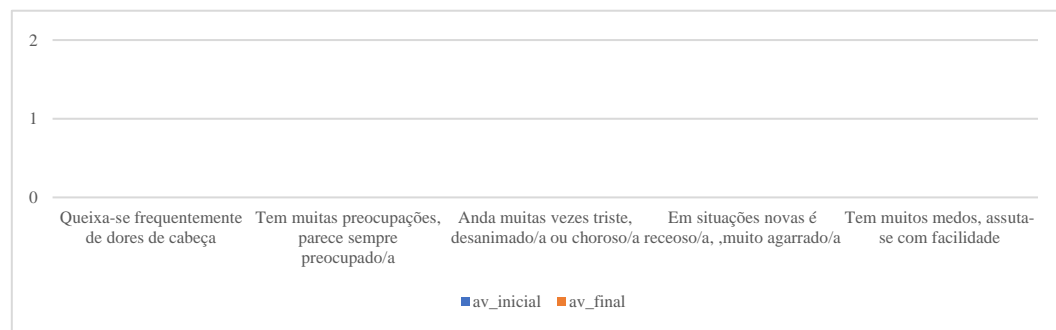 2
1
0
Queixa-se frequentemente
de dores de cabeça
Tem muitas preocupações,
parece sempre
preocupado/a
Anda muitas vezes triste,
desanimado/a ou choroso/a
Em situações novas é
receoso/a, ,muito agarrado/a
Tem muitos medos, assuta-
se com facilidade
av_inicial
av_final